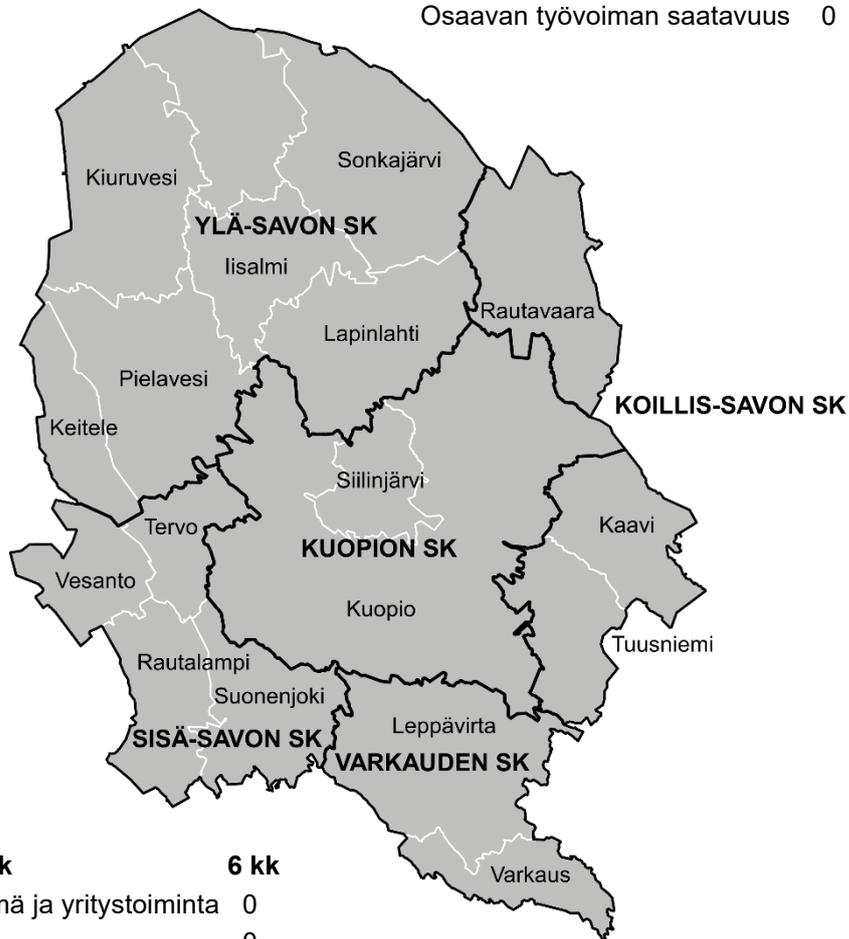 Osaavan työvoiman saatavuus 0
Sonkajärvi
Kiuruvesi
YLÄ-SAVON SK
Iisalmi
Rautavaara
Lapinlahti
Pielavesi
KOILLIS-SAVON SK
Keitele
Siilinjärvi
Tervo
Kaavi
KUOPION SK
Vesanto
Kuopio
Tuusniemi
Rautalampi
Suonenjoki
Leppävirta
SISÄ-SAVON SK
VARKAUDEN SK
6 kk
Varkaus
ja yritystoiminta 0